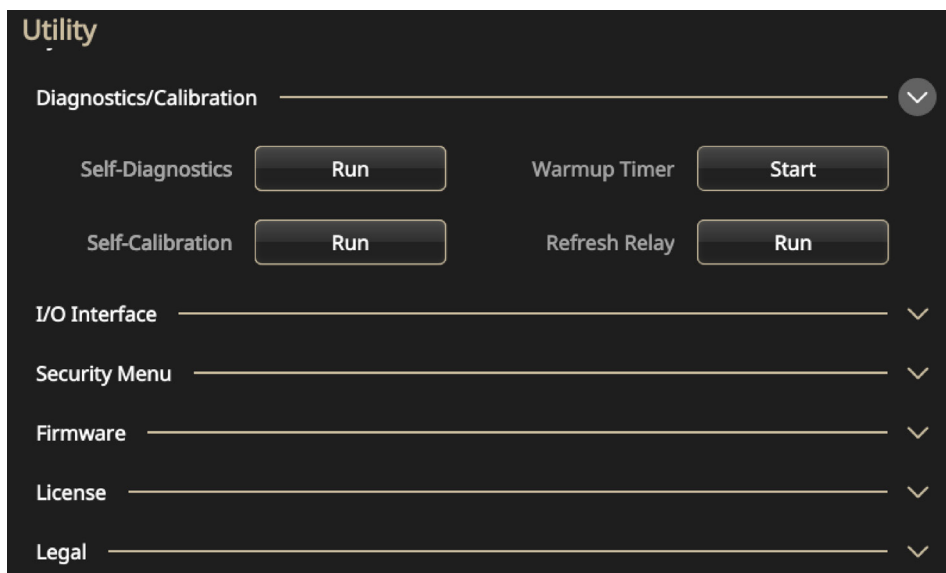 Utility
Diagnostics/Calibration
Self-Diagnostics Run Warmup Timer Start
Self-Calibration Run Refresh Relay Run
I/O Interface
Security Menu
Firmware
License
Legal